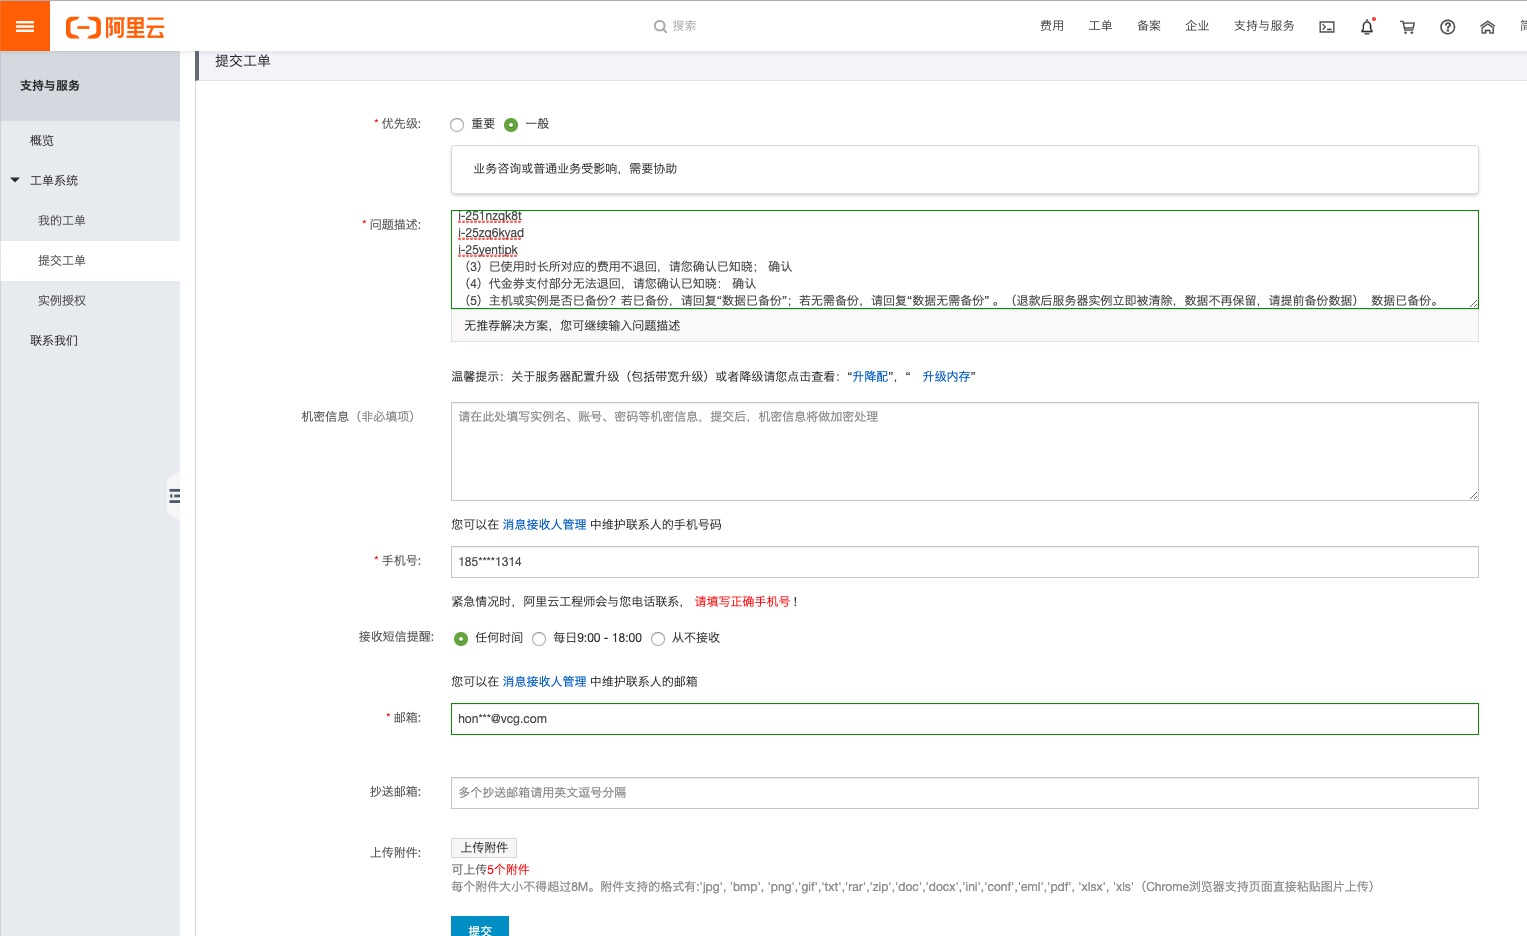 阿里云
搜索
费用 工单 备案 企业 支持与服务
提交工单
支持与服务
概览
工单系统
我的工单
提交工单
实例授权
联系我们
* 优先级: 重要 一般
业务咨询或普通业务受影响，需要协助
* 问题描述:
i-251nzqk8t
i-25zq6kyad
i-25yentipk
（3）已使用时长所对应的费用不退回，请您确认已知晓； 确认
（4）代金券支付部分无法退回，请您确认已知晓： 确认
（5）主机或实例是否已备份？若已备份，请回复“数据已备份”；若无需备份，请回复“数据无需备份” 。（退款后服务器实例立即被清除，数据不再保留，请提前备份数据） 数据已备份。
无推荐解决方案，您可继续输入问题描述
温馨提示：关于服务器配置升级（包括带宽升级）或者降级请您点击查看：“升降配”，“ 升级内存”
机密信息（非必填项）
请在此处填写实例名、账号、密码等机密信息，提交后，机密信息将做加密处理
您可以在 消息接收人管理 中维护联系人的手机号码
* 手机号: 185****1314
紧急情况时，阿里云工程师会与您电话联系， 请填写正确手机号！
接收短信提醒: 任何时间 每日9:00 - 18:00 从不接收
您可以在 消息接收人管理 中维护联系人的邮箱
* 邮箱: hon***@vcg.com
抄送邮箱: 多个抄送邮箱请用英文逗号分隔
上传附件: 上传附件
可上传5个附件
每个附件大小不得超过8M。附件支持的格式有:'jpg', 'bmp', 'png','gif','txt','rar','zip','doc','docx','ini','conf','eml','pdf', 'xlsx', 'xls'（Chrome浏览器支持页面直接粘贴图片上传）
提交